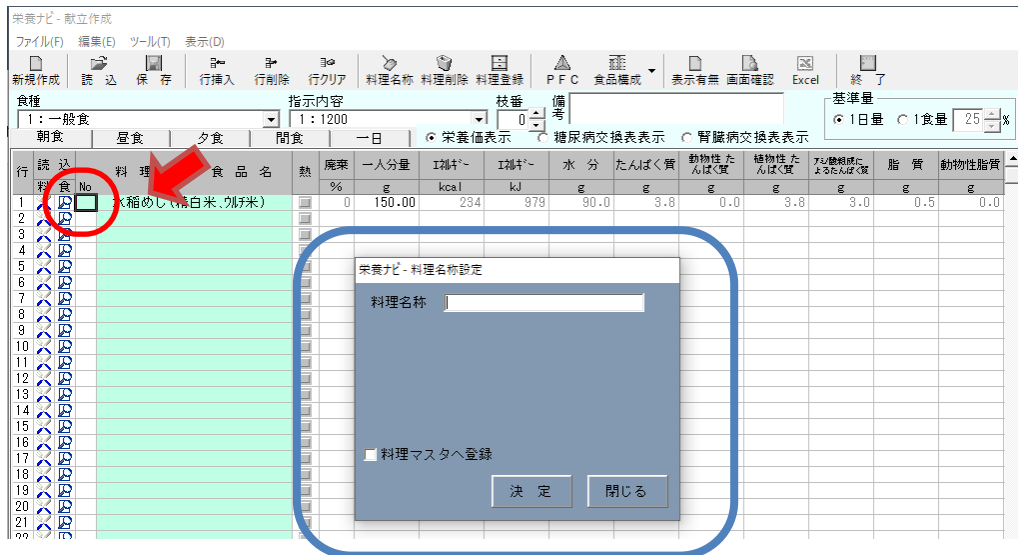 栄養ナビ - 献立作成
ファイル(F) 編集(E) ツール(T) 表示(D)
新規作成 読 込 保 存 行挿入 行削除 行クリア 料理名称 料理削除 料理登録 P F C 食品構成 表示有無 画面確認 Excel 終 了
食種 指示内容 枝番 備考 基準量
1：一般食 1：1200 0 1日量 1食量 25 %
朝食 昼食 夕食 間食 一日 栄養価表示 糖尿病交換表表示 腎臓病交換表表示
行 読 込 料 理 食 品 名 熱 廃棄 一人分量 エネルギー エネルギー 水 分 たんぱく質 動物性 たんぱく質 植物性 たんぱく質 アミノ酸組成によるたんぱく質 脂 質 動物性脂質
料 食 No % g kcal kJ g g g g g g g
1 水稲めし(精白米、ウルチ米) 0 150.00 234 979 90.0 3.8 0.0 3.8 3.0 0.5 0.0
2
3
4
5
6
7
8
9
10
11
12
13
14
15
16
17
18
19
20
21
22
栄養ナビ - 料理名称設定
料理名称
料理マスタへ登録
決 定 閉じる